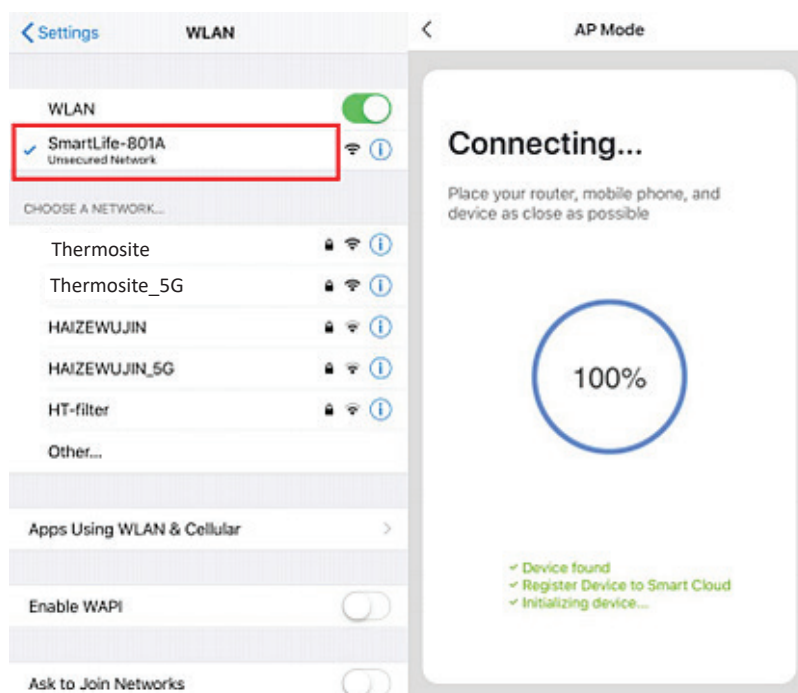 Settings
WLAN
WLAN
SmartLife-801A
Unsecured Network
CHOOSE A NETWORK...
Thermosite
Thermosite_5G
HAIZEWUJIN
HAIZEWUJIN_5G
HT-filter
Other...
Apps Using WLAN & Cellular
Enable WAPI
Ask to Join Networks
AP Mode
Connecting...
Place your router, mobile phone, and
device as close as possible
100%
Device found
Register Device to Smart Cloud
Initializing device...